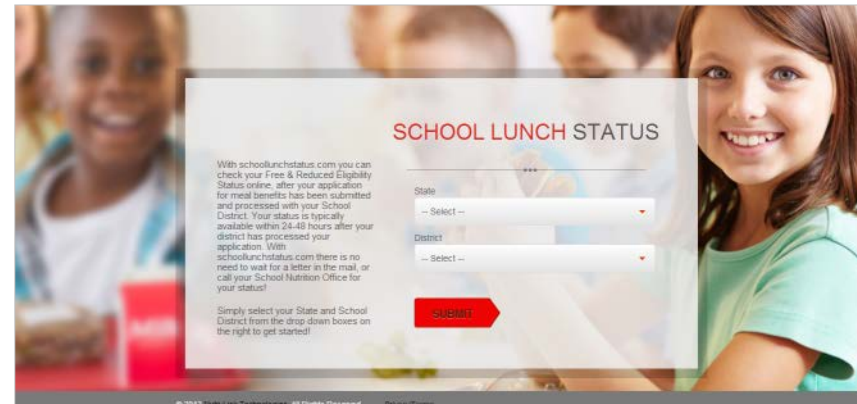 SCHOOL LUNCH STATUS
With schoollunchstatus.com you can
check your Free & Reduced Eligibility
Status online, after your application
for meal benefits has been submitted
and processed with your School
District. Your status is typically
available within 24-48 hours after your
district has processed your
application. With
schoollunchstatus.com there is no
need to wait for a letter in the mail, or
call your School Nutrition Office for
your status!
Simply select your State and School
District from the drop down boxes on
the right to get started!
State
-- Select --
District
-- Select --
SUBMIT